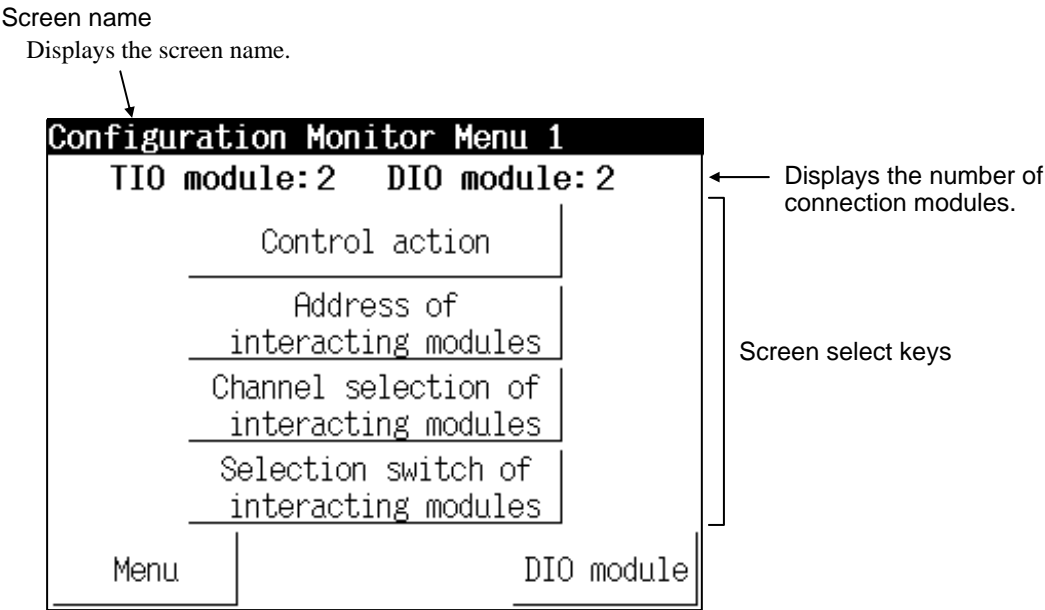 Screen name
Displays the screen name.
Configuration Monitor Menu 1
TIO module:2 DIO module:2
Displays the number of
connection modules.
Control action
Address of
interacting modules
Screen select keys
Channel selection of
interacting modules
Selection switch of
interacting modules
Menu
DIO module